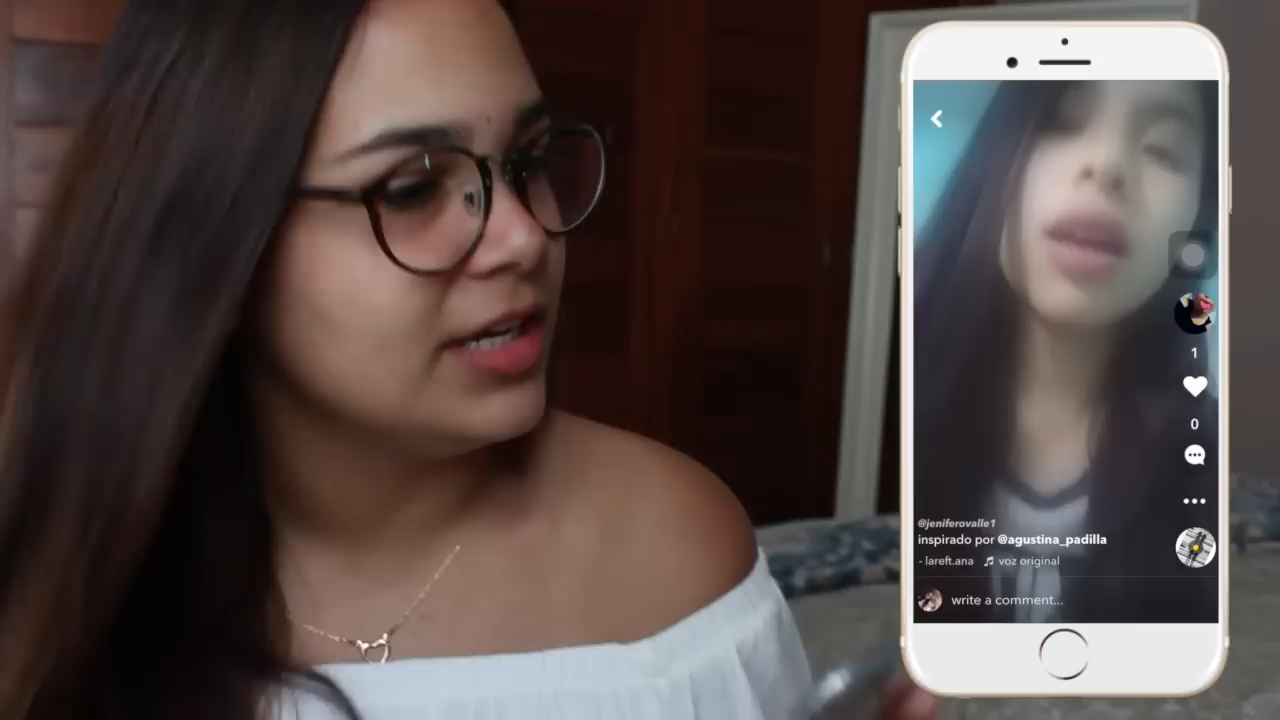 1
0
@jeniferovalle1
inspirado por @agustina_padilla
- lareft.ana ♫ voz original
write a comment...